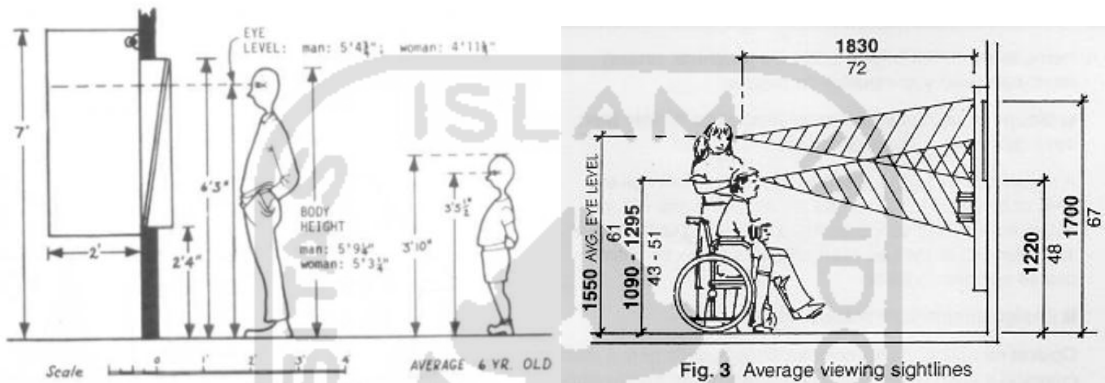 EYE
LEVEL: man: 5'4¾"; woman: 4'11¾"
7'
6'3"
2'
2'4"
BODY
HEIGHT
man: 5'9¼"
woman: 5'3¼"
3'10"
3'5½"
Scale 0 1' 2' 3' 4'
AVERAGE 6 YR. OLD
1830
72
1550 AVG. EYE LEVEL
61
1090 - 1295
43 - 51
1220
48
1700
67
Fig. 3 Average viewing sightlines
ISLAM